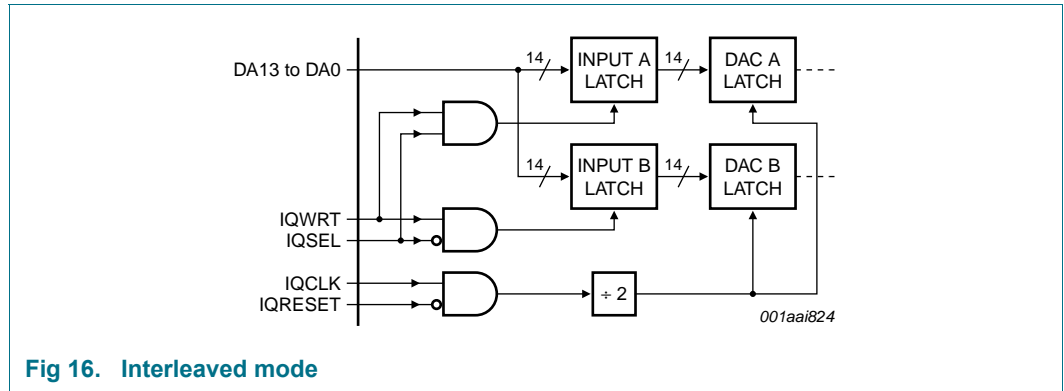 DA13 to DA0
14
INPUT A
LATCH
14
DAC A
LATCH
14
INPUT B
LATCH
14
DAC B
LATCH
IQWRT
IQSEL
IQCLK
IQRESET
÷ 2
001aai824
Fig 16. Interleaved mode